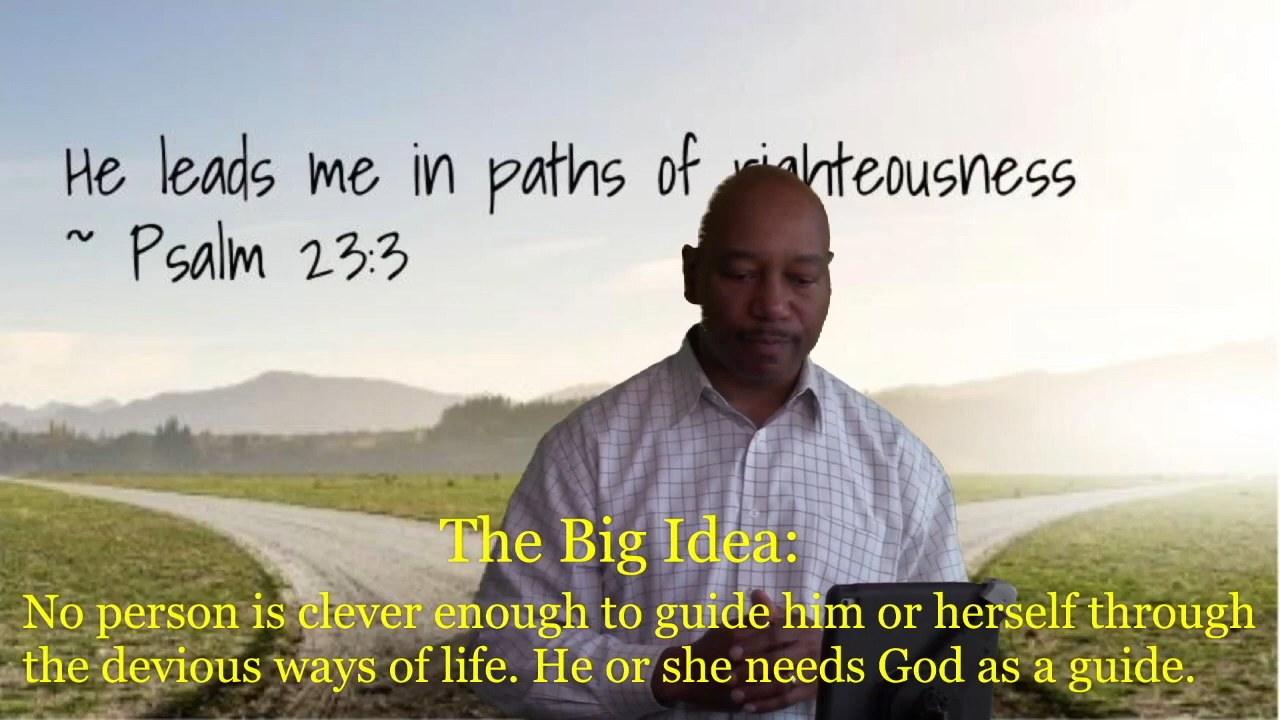 He leads me in paths of righteousness
~ Psalm 23:3
The Big Idea:
No person is clever enough to guide him or herself through
the devious ways of life. He or she needs God as a guide.